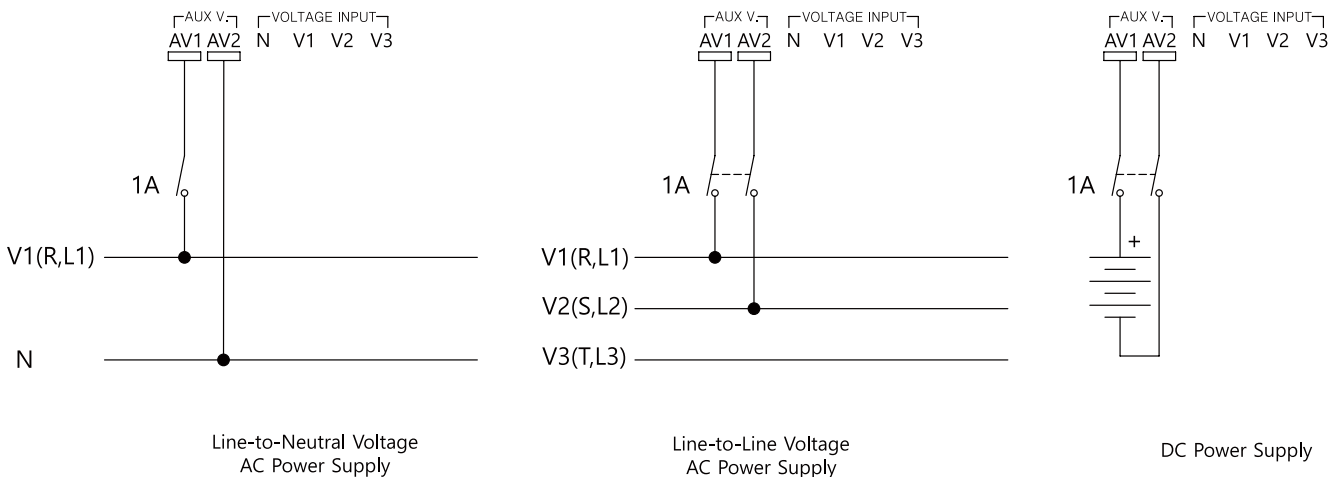 AUX V. VOLTAGE INPUT
AV1 AV2 N V1 V2 V3
1A
V1(R,L1)
N
Line-to-Neutral Voltage
AC Power Supply
AUX V. VOLTAGE INPUT
AV1 AV2 N V1 V2 V3
1A
V1(R,L1)
V2(S,L2)
V3(T,L3)
Line-to-Line Voltage
AC Power Supply
AUX V. VOLTAGE INPUT
AV1 AV2 N V1 V2 V3
1A
+
DC Power Supply